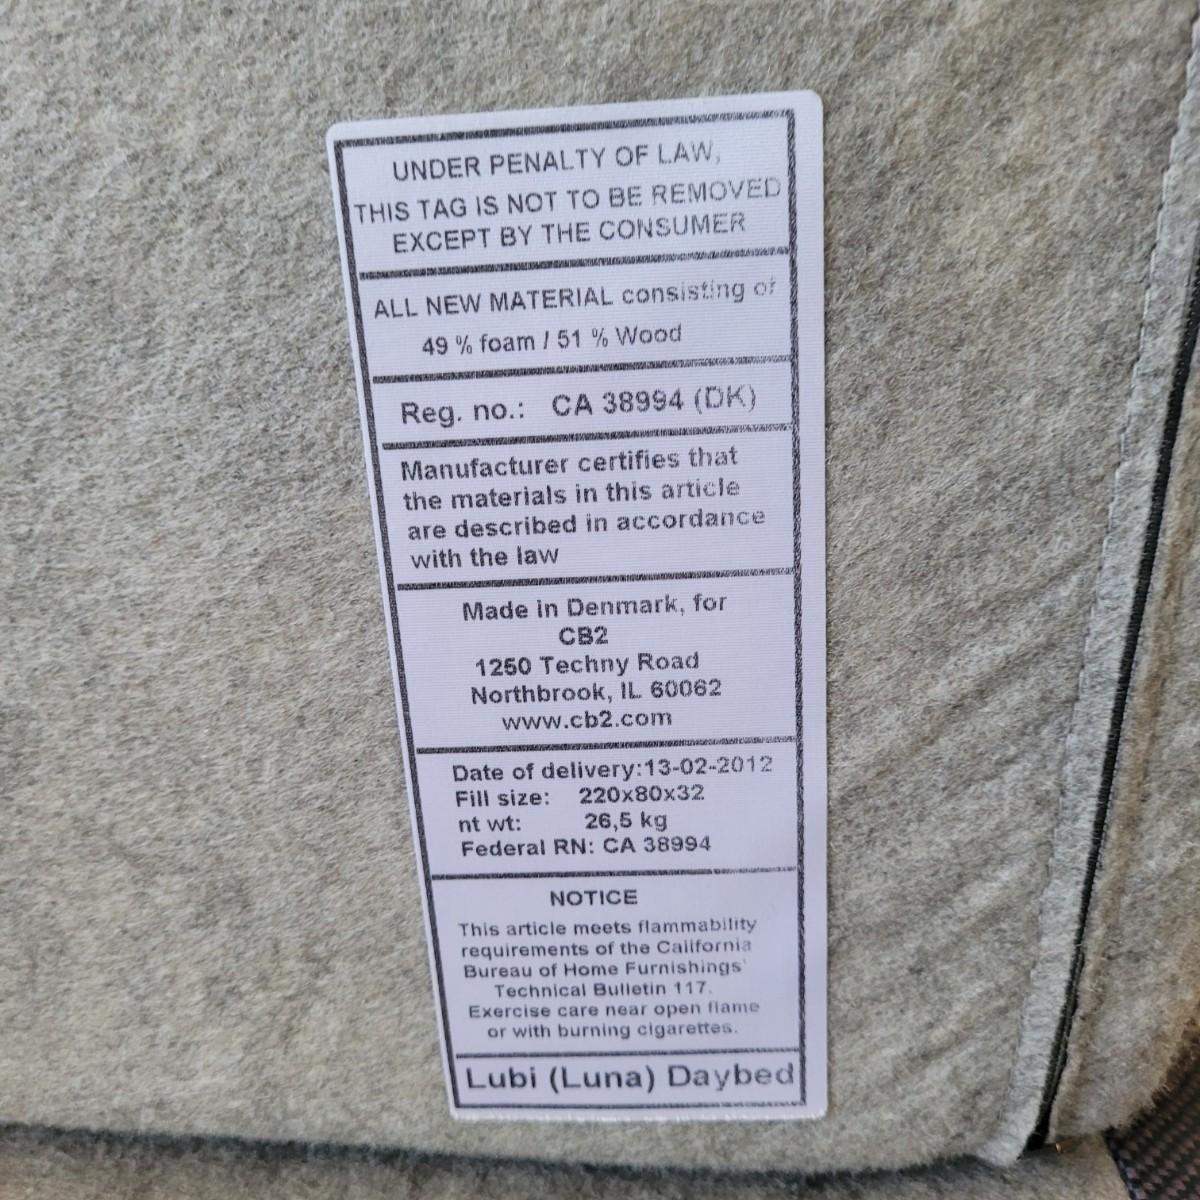 UNDER PENALTY OF LAW,
THIS TAG IS NOT TO BE REMOVED
EXCEPT BY THE CONSUMER
ALL NEW MATERIAL consisting of
49 % foam / 51 % Wood
Reg. no.: CA 38994 (DK)
Manufacturer certifies that
the materials in this article
are described in accordance
with the law
Made in Denmark, for
CB2
1250 Techny Road
Northbrook, IL 60062
www.cb2.com
Date of delivery:13-02-2012
Fill size: 220x80x32
nt wt: 26,5 kg
Federal RN: CA 38994
NOTICE
This article meets flammability
requirements of the California
Bureau of Home Furnishings'
Technical Bulletin 117.
Exercise care near open flame
or with burning cigarettes.
Lubi (Luna) Daybed